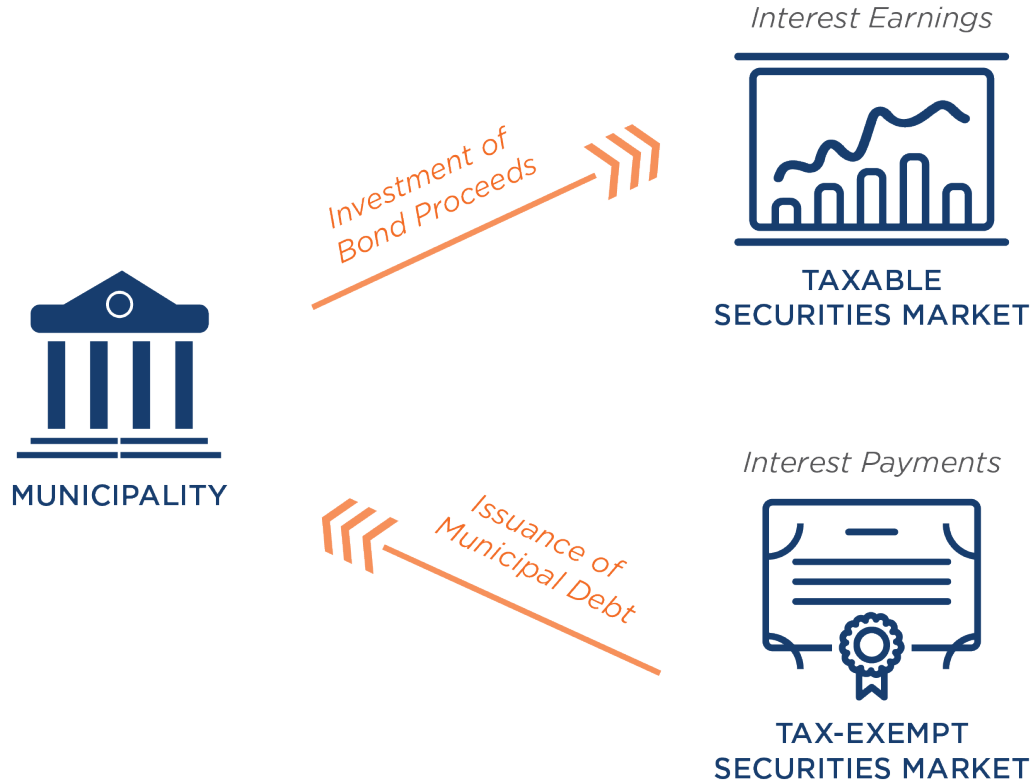 Interest Earnings
Investment of
Bond Proceeds
TAXABLE
SECURITIES MARKET
MUNICIPALITY
Interest Payments
Issuance of
Municipal Debt
TAX-EXEMPT
SECURITIES MARKET